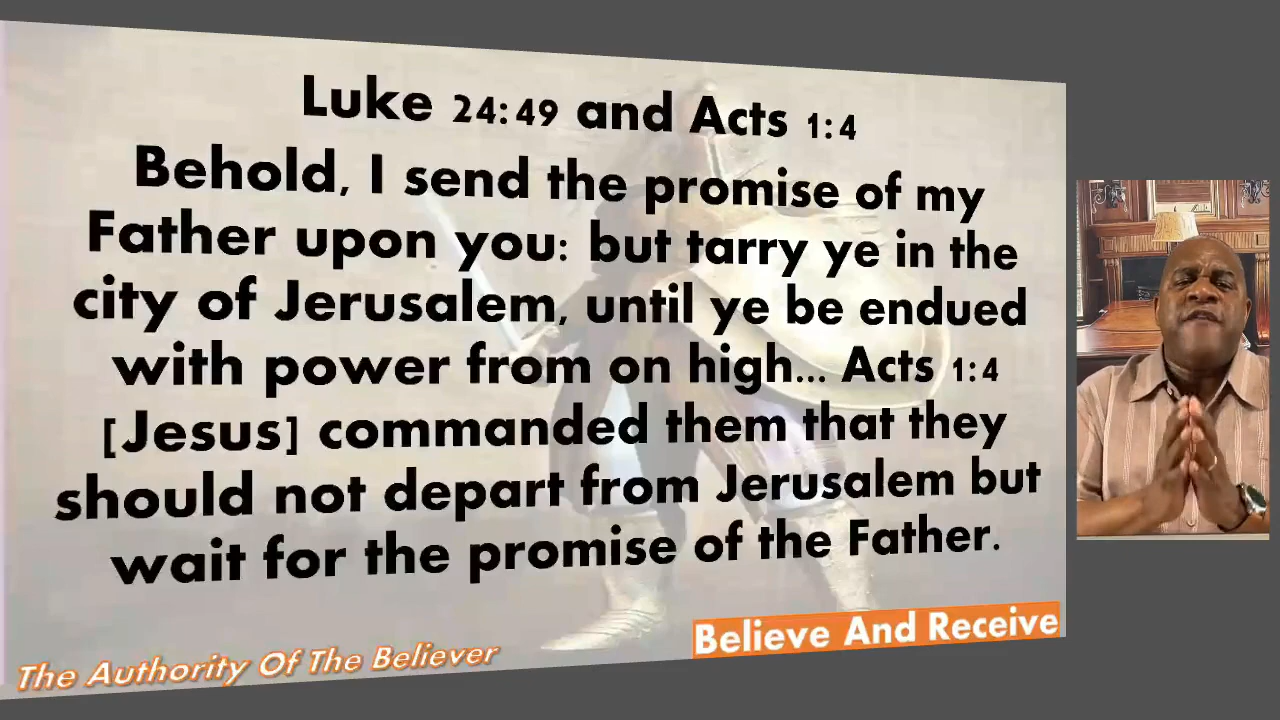 Luke 24:49 and Acts 1:4
Behold, I send the promise of my
Father upon you: but tarry ye in the
city of Jerusalem, until ye be endued
with power from on high... Acts 1:4
[Jesus] commanded them that they
should not depart from Jerusalem but
wait for the promise of the Father.
Believe And Receive
The Authority Of The Believer